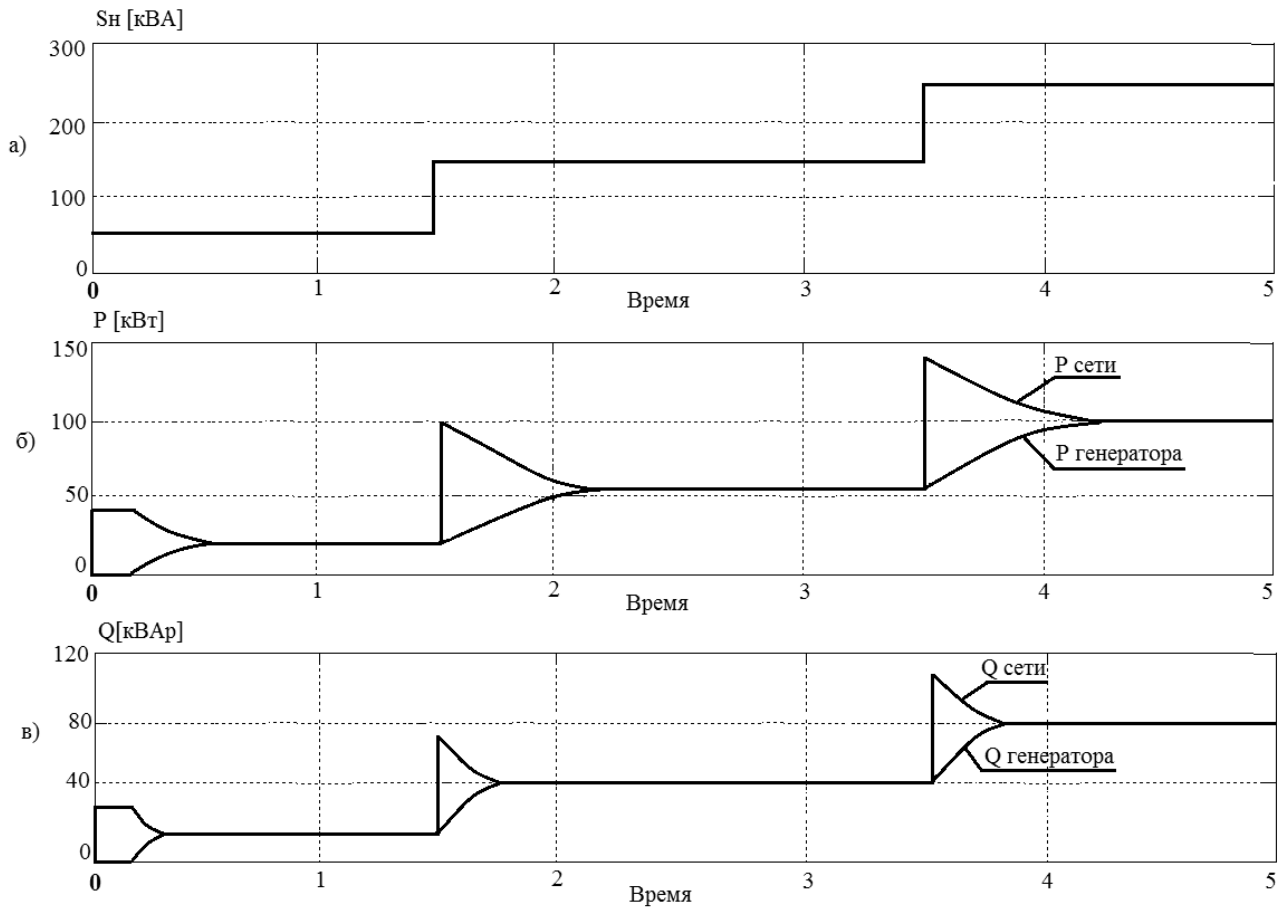 Sн [кВА]
300
200
а)
100
0
0 1 2 3 4 5
Время
P [кВт]
150
P сети
100
б)
P генератора
50
0
0 1 2 3 4 5
Время
Q[кВАр]
120
Q сети
80
в)
Q генератора
40
0
0 1 2 3 4 5
Время